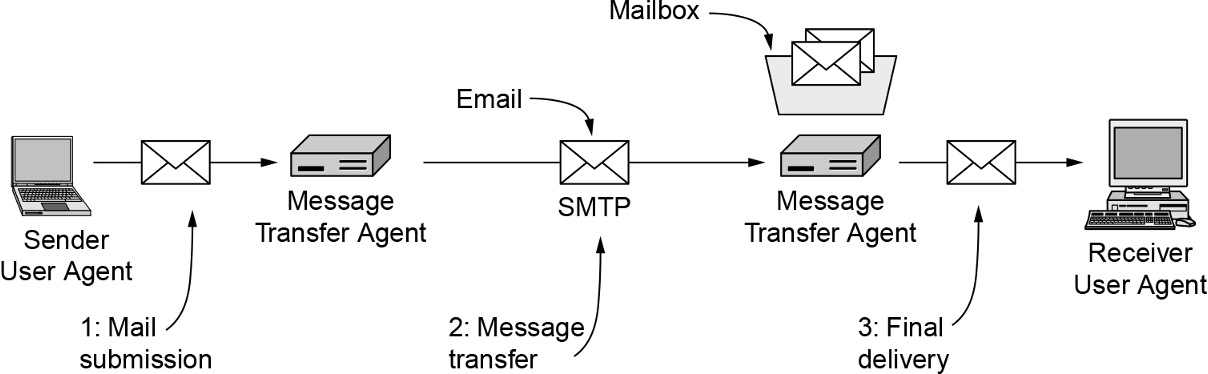 Mailbox
Email
SMTP
Sender
User Agent
Message
Transfer Agent
Message
Transfer Agent
Receiver
User Agent
1: Mail
submission
2: Message
transfer
3: Final
delivery